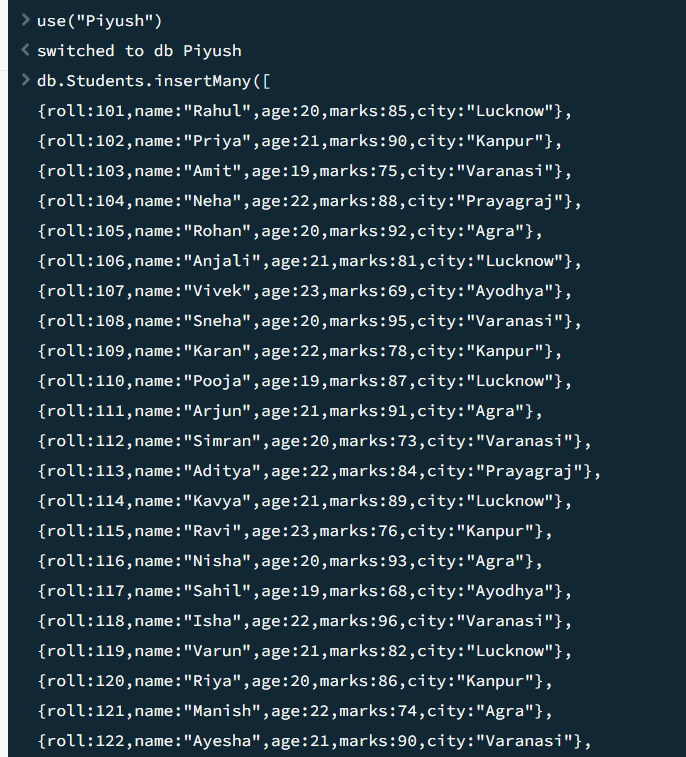 use("Piyush")
switched to db Piyush
db.Students.insertMany([
{roll:101,name:"Rahul",age:20,marks:85,city:"Lucknow"},
{roll:102,name:"Priya",age:21,marks:90,city:"Kanpur"},
{roll:103,name:"Amit",age:19,marks:75,city:"Varanasi"},
{roll:104,name:"Neha",age:22,marks:88,city:"Prayagraj"},
{roll:105,name:"Rohan",age:20,marks:92,city:"Agra"},
{roll:106,name:"Anjali",age:21,marks:81,city:"Lucknow"},
{roll:107,name:"Vivek",age:23,marks:69,city:"Ayodhya"},
{roll:108,name:"Sneha",age:20,marks:95,city:"Varanasi"},
{roll:109,name:"Karan",age:22,marks:78,city:"Kanpur"},
{roll:110,name:"Pooja",age:19,marks:87,city:"Lucknow"},
{roll:111,name:"Arjun",age:21,marks:91,city:"Agra"},
{roll:112,name:"Simran",age:20,marks:73,city:"Varanasi"},
{roll:113,name:"Aditya",age:22,marks:84,city:"Prayagraj"},
{roll:114,name:"Kavya",age:21,marks:89,city:"Lucknow"},
{roll:115,name:"Ravi",age:23,marks:76,city:"Kanpur"},
{roll:116,name:"Nisha",age:20,marks:93,city:"Agra"},
{roll:117,name:"Sahil",age:19,marks:68,city:"Ayodhya"},
{roll:118,name:"Isha",age:22,marks:96,city:"Varanasi"},
{roll:119,name:"Varun",age:21,marks:82,city:"Lucknow"},
{roll:120,name:"Riya",age:20,marks:86,city:"Kanpur"},
{roll:121,name:"Manish",age:22,marks:74,city:"Agra"},
{roll:122,name:"Ayesha",age:21,marks:90,city:"Varanasi"},